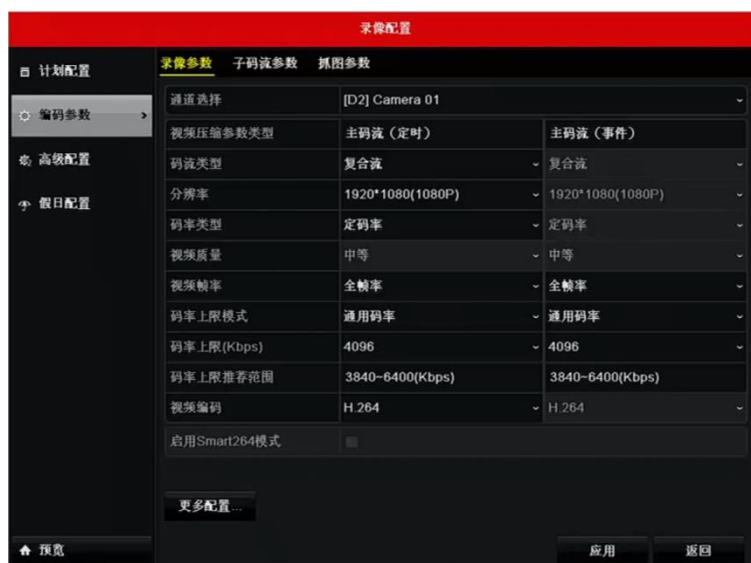 录像配置
计划配置
编码参数
高级配置
假日配置
预览
录像参数 子码流参数 抓图参数
通道选择 [D2] Camera 01
视频压缩参数类型 主码流（定时） 主码流（事件）
码流类型 复合流 复合流
分辨率 1920*1080(1080P) 1920*1080(1080P)
码率类型 定码率 定码率
视频质量 中等 中等
视频帧率 全帧率 全帧率
码率上限模式 通用码率 通用码率
码率上限(Kbps) 4096 4096
码率上限推荐范围 3840~6400(Kbps) 3840~6400(Kbps)
视频编码 H.264 H.264
启用Smart264模式
更多配置...
应用 返回